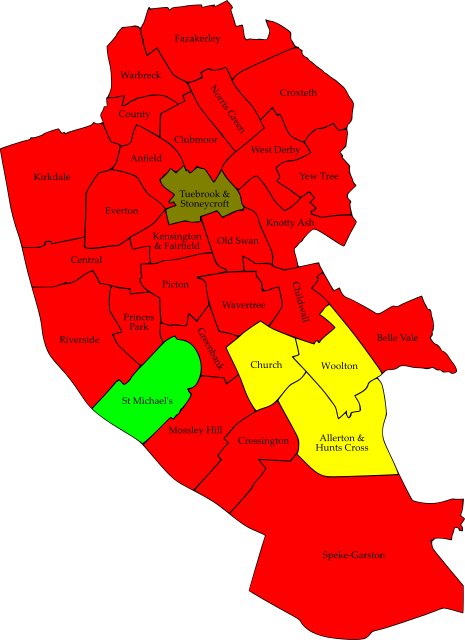 Fazakerley
Warbreck
Croxteth
Norris Green
County
Clubmoor
West Derby
Anfield
Yew Tree
Kirkdale
Tuebrook &
Stoneycroft
Everton
Knotty Ash
Kensington
& Fairfield
Old Swan
Central
Picton
Childwall
Wavertree
Princes
Park
Riverside
Belle Vale
Greenbank
Church
Woolton
St Michael's
Mossley Hill
Cressington
Allerton &
Hunts Cross
Speke-Garston